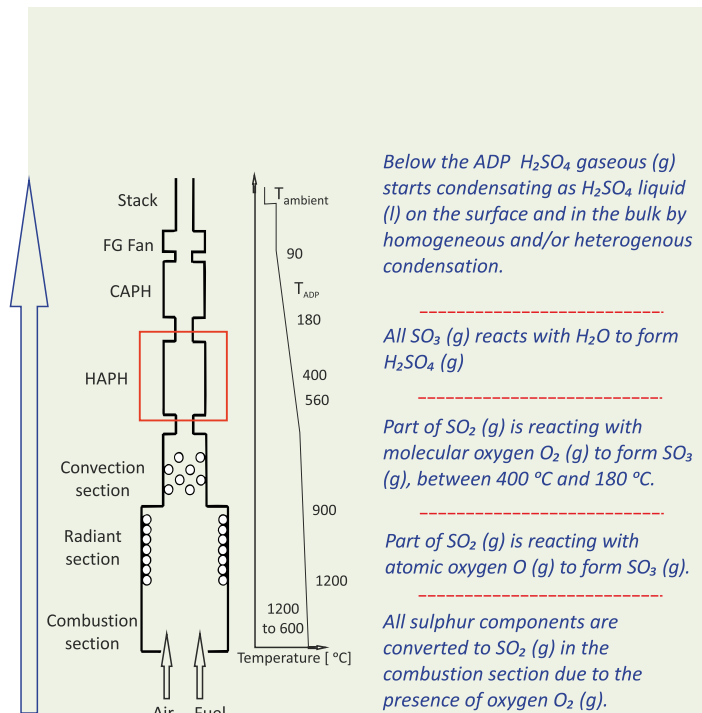 Stack
FG Fan
CAPH
HAPH
Convection
section
Radiant
section
Combustion
section
Air
Fuel
T ambient
90
T ADP
180
400
560
900
1200
1200
to 600
Temperature [ ºC]
Below the ADP H₂SO₄ gaseous (g)
starts condensating as H₂SO₄ liquid
(l) on the surface and in the bulk by
homogeneous and/or heterogenous
condensation.
All SO₃ (g) reacts with H₂O to form
H₂SO₄ (g)
Part of SO₂ (g) is reacting with
molecular oxygen O₂ (g) to form SO₃
(g), between 400 ºC and 180 ºC.
Part of SO₂ (g) is reacting with
atomic oxygen O (g) to form SO₃ (g).
All sulphur components are
converted to SO₂ (g) in the
combustion section due to the
presence of oxygen O₂ (g).